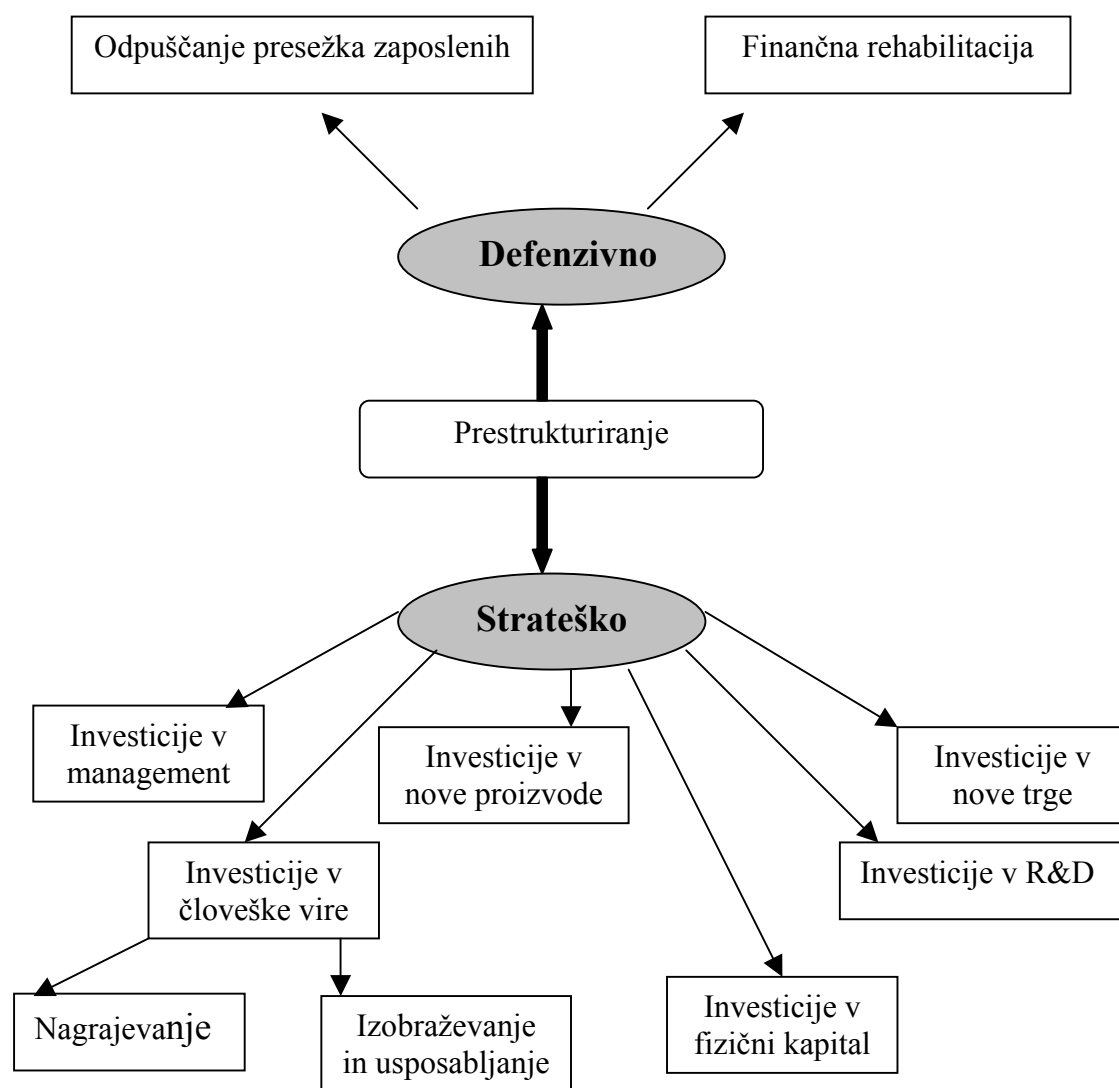 Odpuščanje presežka zaposlenih
Finančna rehabilitacija
Defenzivno
Prestrukturiranje
Strateško
Investicije v
management
Investicije v
nove proizvode
Investicije v
nove trge
Investicije v
človeške vire
Investicije v R&D
Nagrajevanje
Izobraževanje
in usposabljanje
Investicije v
fizični kapital